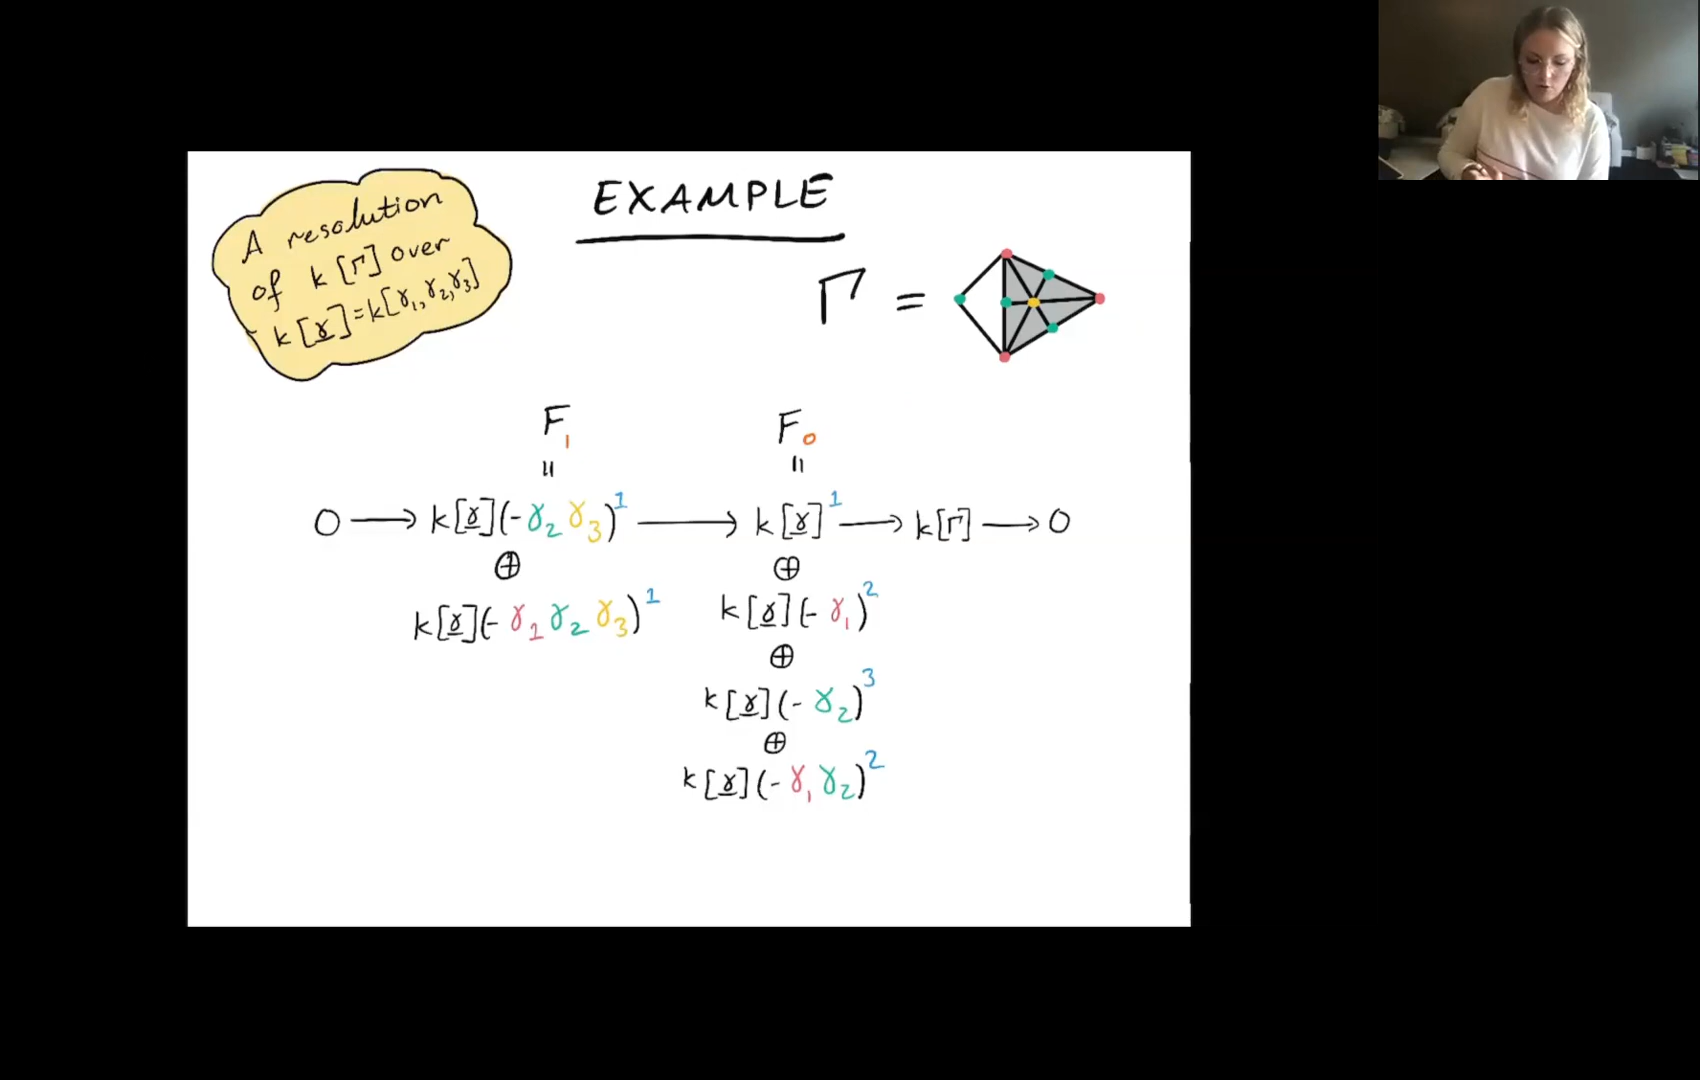 EXAMPLE
A resolution
of k[Γ] over
k[γ]=k[γ₁,γ₂,γ₃]
Γ =
F₁ F₀
= =
0 → k[γ](-γ₂γ₃)¹ → k[γ]¹ → k[Γ] → 0
⊕ ⊕
k[γ](-γ₁γ₂γ₃)¹ k[γ](-γ₁)²
⊕
k[γ](-γ₂)³
⊕
k[γ](-γ₁γ₂)²